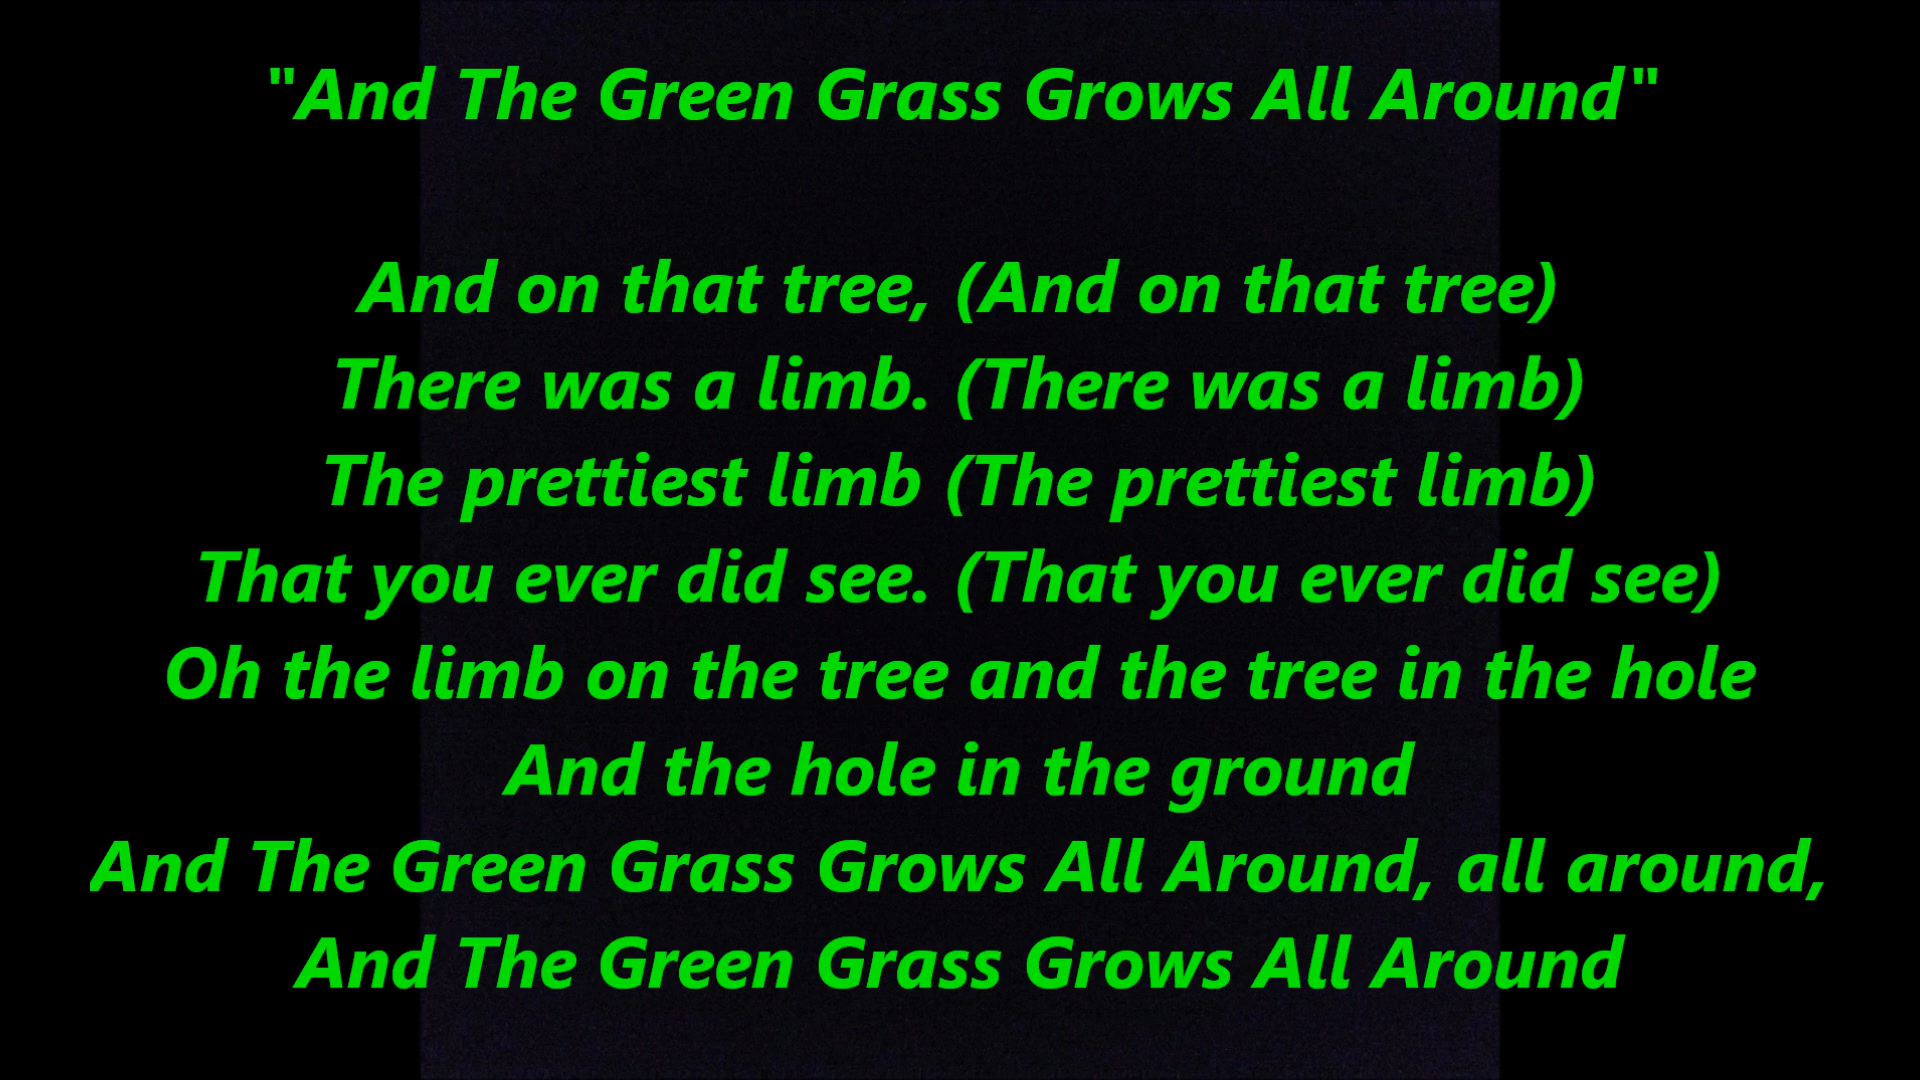 "And The Green Grass Grows All Around"
And on that tree, (And on that tree)
There was a limb. (There was a limb)
The prettiest limb (The prettiest limb)
That you ever did see. (That you ever did see)
Oh the limb on the tree and the tree in the hole
And the hole in the ground
And The Green Grass Grows All Around, all around,
And The Green Grass Grows All Around